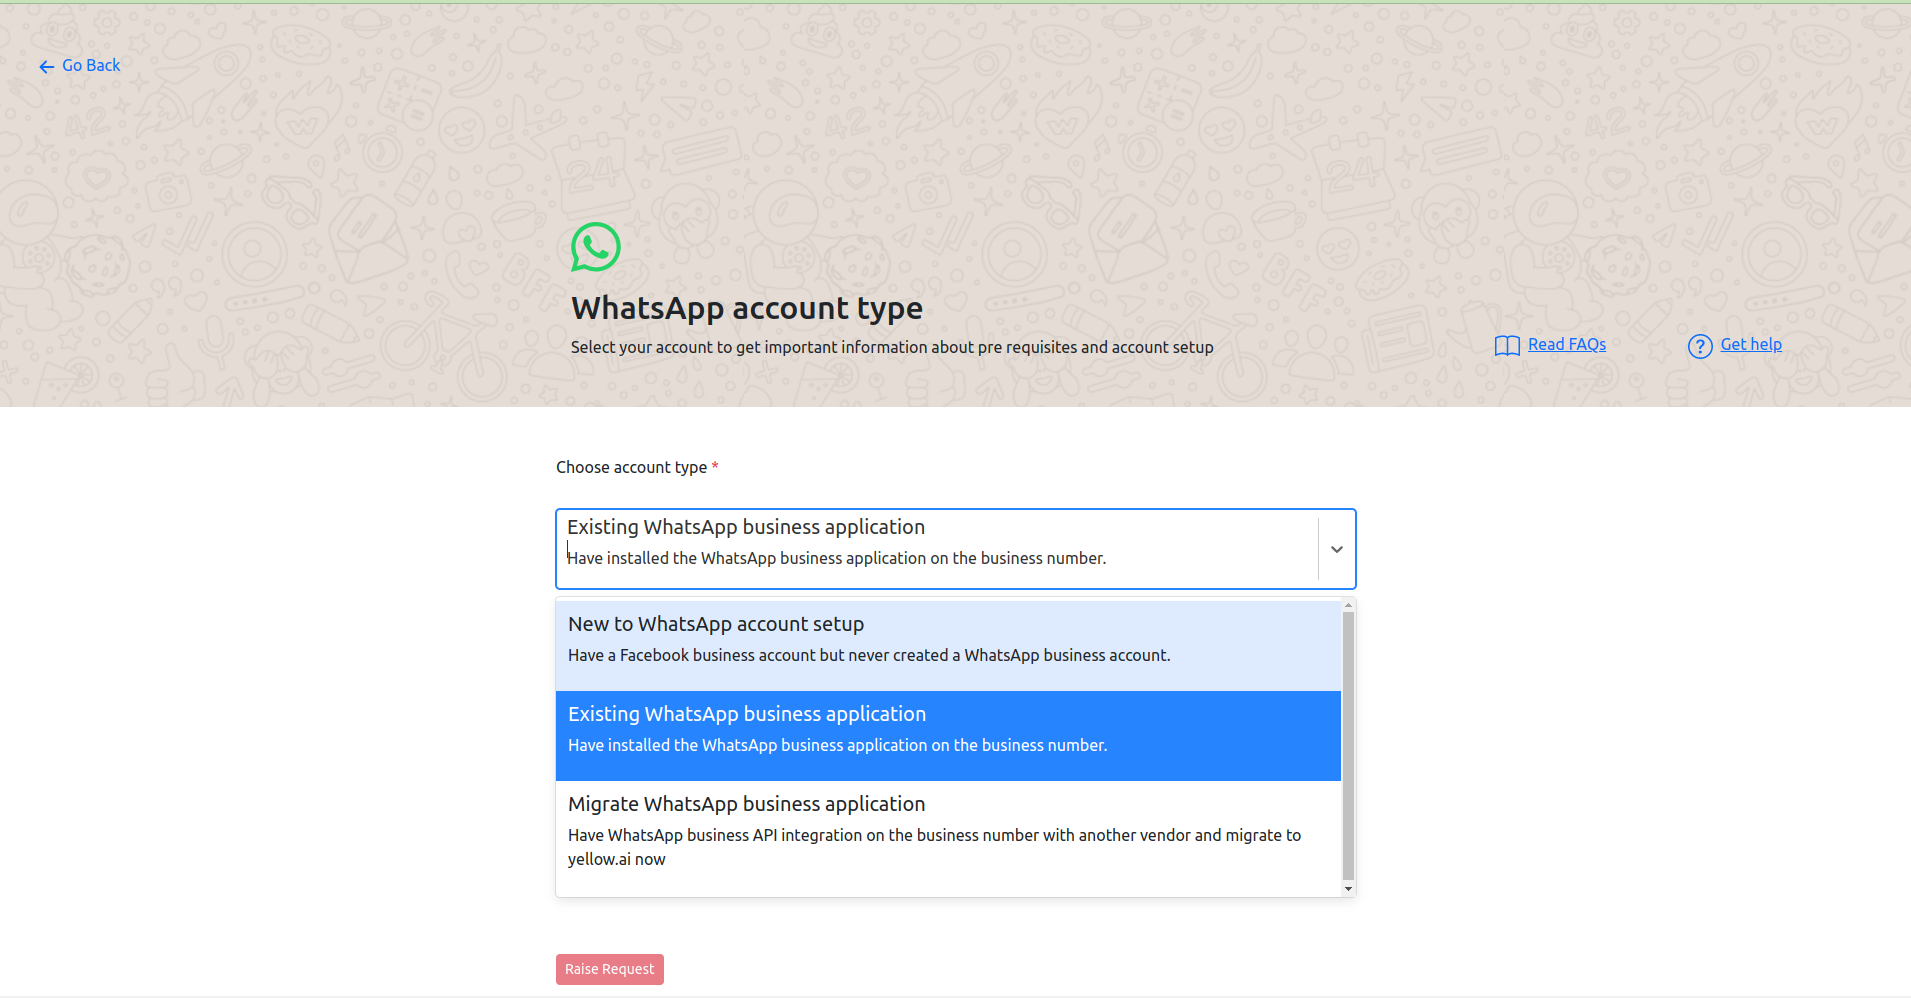 Go Back
WhatsApp account type
Select your account to get important information about pre requisites and account setup
Read FAQs
Get help
Choose account type *
Existing WhatsApp business application
Have installed the WhatsApp business application on the business number.
New to WhatsApp account setup
Have a Facebook business account but never created a WhatsApp business account.
Existing WhatsApp business application
Have installed the WhatsApp business application on the business number.
Migrate WhatsApp business application
Have WhatsApp business API integration on the business number with another vendor and migrate to
yellow.ai now
Raise Request